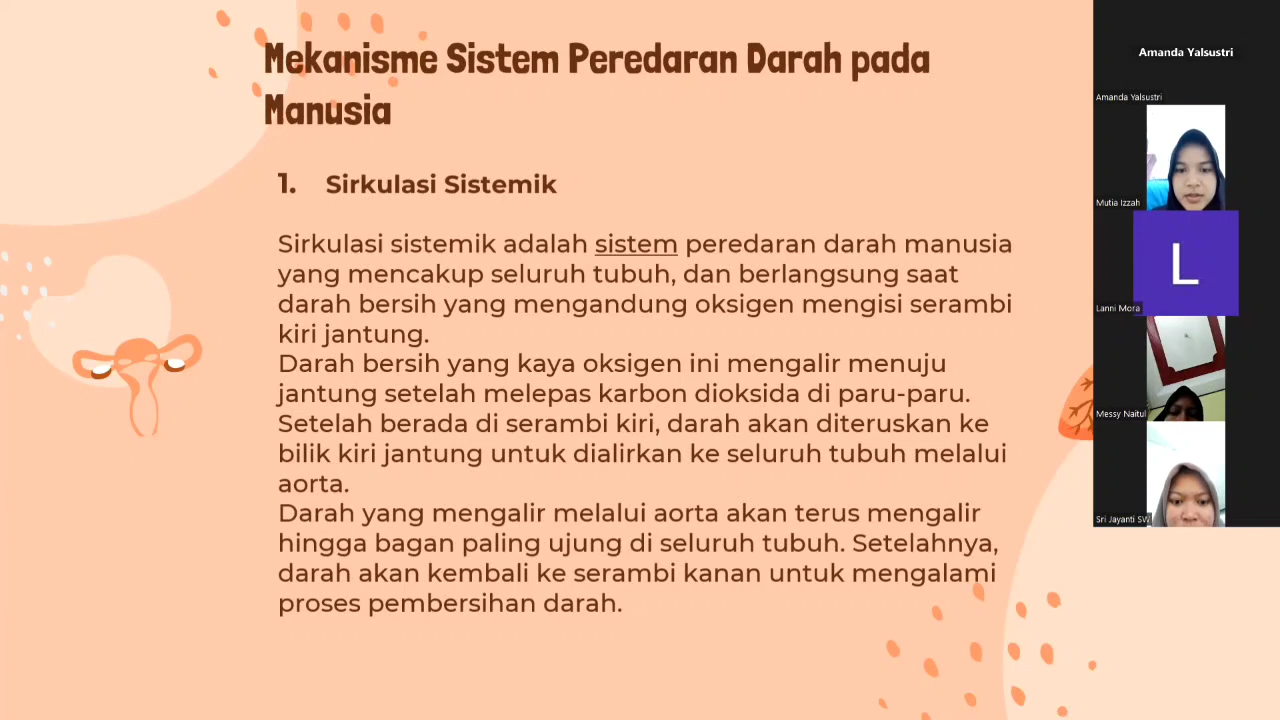 Mekanisme Sistem Peredaran Darah pada
Manusia
1. Sirkulasi Sistemik
Sirkulasi sistemik adalah sistem peredaran darah manusia
yang mencakup seluruh tubuh, dan berlangsung saat
darah bersih yang mengandung oksigen mengisi serambi
kiri jantung.
Darah bersih yang kaya oksigen ini mengalir menuju
jantung setelah melepas karbon dioksida di paru-paru.
Setelah berada di serambi kiri, darah akan diteruskan ke
bilik kiri jantung untuk dialirkan ke seluruh tubuh melalui
aorta.
Darah yang mengalir melalui aorta akan terus mengalir
hingga bagan paling ujung di seluruh tubuh. Setelahnya,
darah akan kembali ke serambi kanan untuk mengalami
proses pembersihan darah.
Amanda Yalsustri
Amanda Yalsustri
Mutia Izzah
L
Lanni Mora
Messy Naitul
Sri Jayanti SW